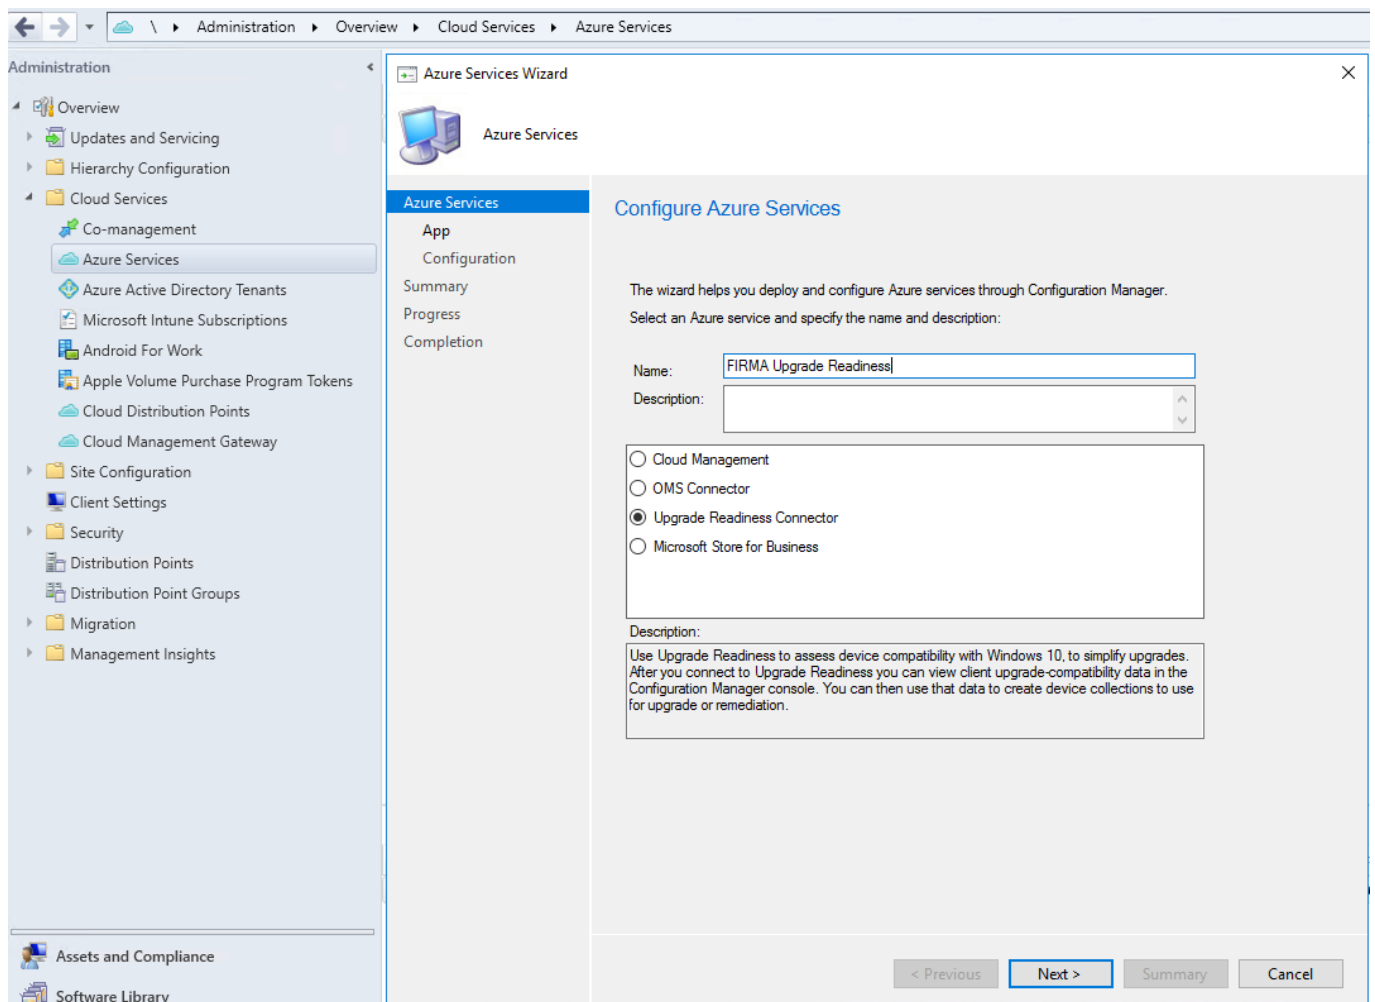 \ Administration Overview Cloud Services Azure Services
Administration
Overview
Updates and Servicing
Hierarchy Configuration
Cloud Services
Co-management
Azure Services
Azure Active Directory Tenants
Microsoft Intune Subscriptions
Android For Work
Apple Volume Purchase Program Tokens
Cloud Distribution Points
Cloud Management Gateway
Site Configuration
Client Settings
Security
Distribution Points
Distribution Point Groups
Migration
Management Insights
Assets and Compliance
Software Library
Azure Services Wizard
Azure Services
Azure Services
App
Configuration
Summary
Progress
Completion
Configure Azure Services
The wizard helps you deploy and configure Azure services through Configuration Manager.
Select an Azure service and specify the name and description:
Name: FIRMA Upgrade Readiness
Description:
Cloud Management
OMS Connector
Upgrade Readiness Connector
Microsoft Store for Business
Description:
Use Upgrade Readiness to assess device compatibility with Windows 10, to simplify upgrades.
After you connect to Upgrade Readiness you can view client upgrade-compatibility data in the
Configuration Manager console. You can then use that data to create device collections to use
for upgrade or remediation.
< Previous Next > Summary Cancel